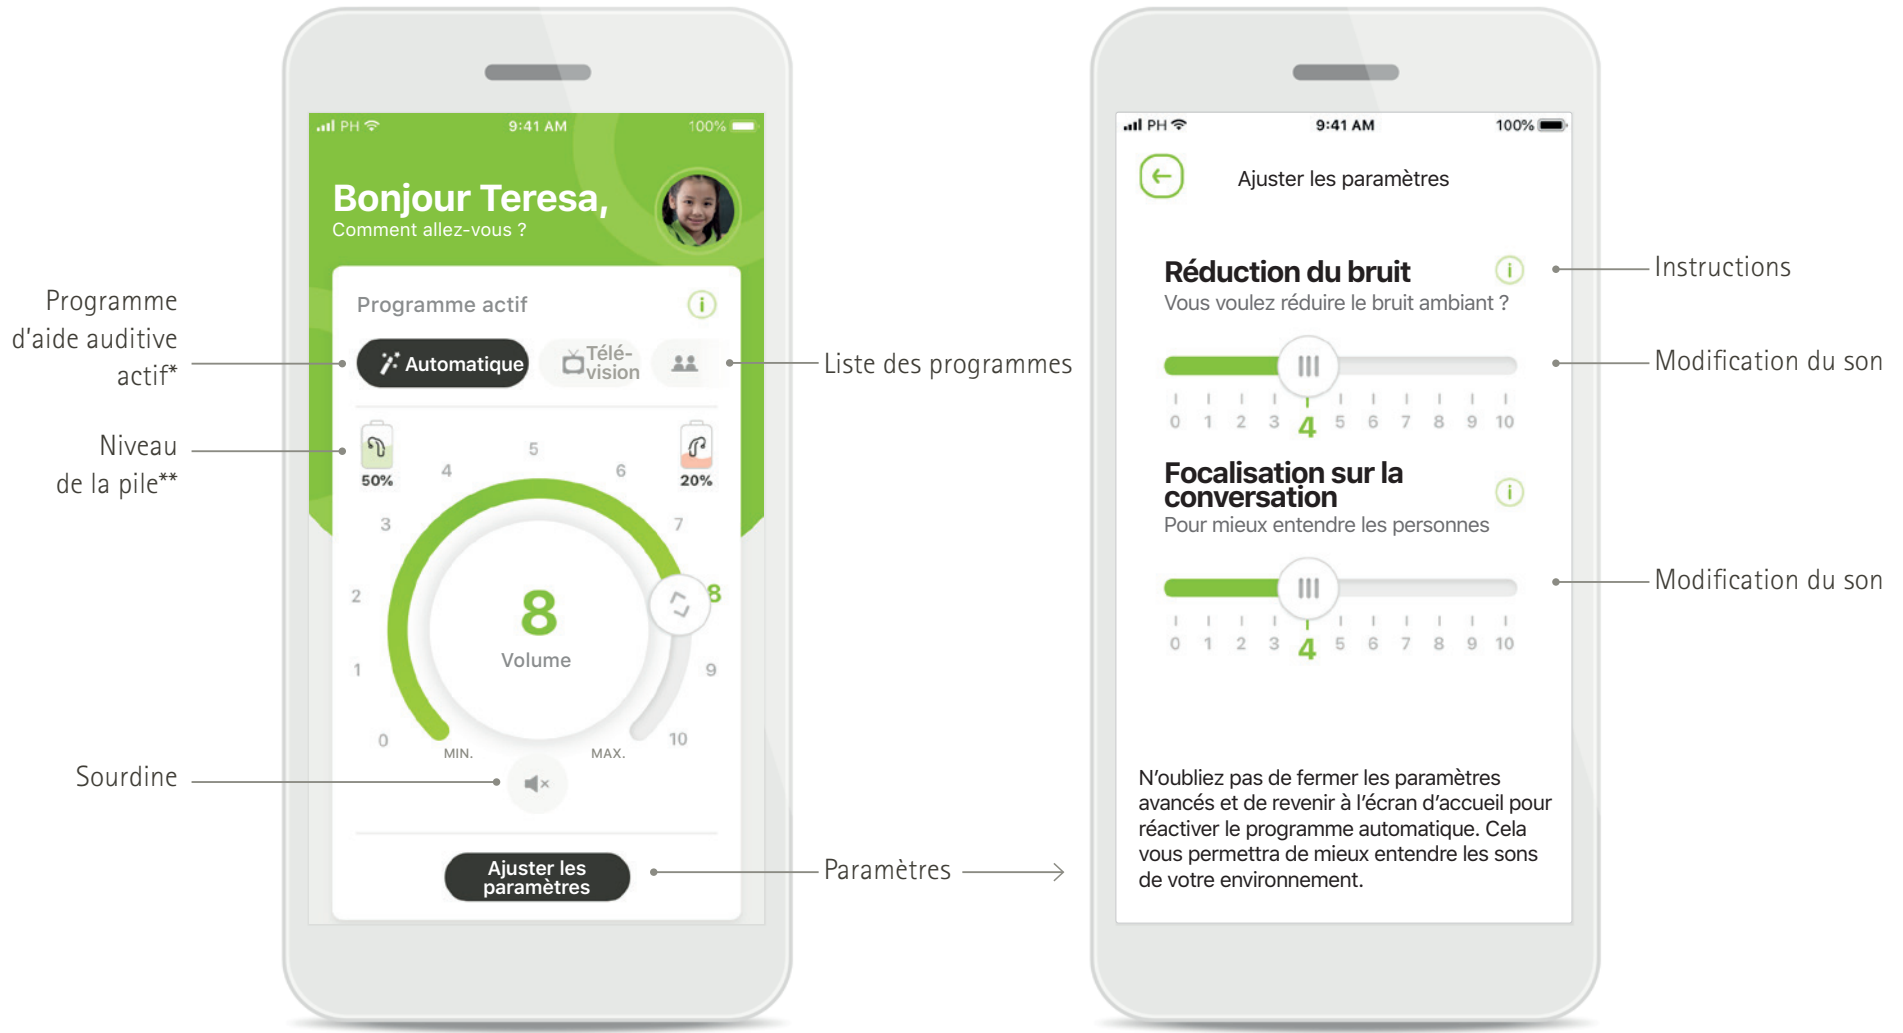 PH
9:41 AM
100%
Bonjour Teresa,
Comment allez-vous ?
Programme actif
Automatique
Télé-
vision
50%
20%
0
1
2
3
4
5
6
7
8
9
10
8
Volume
MIN.
MAX.
Ajuster les
paramètres
Programme
d'aide auditive
actif*
Niveau
de la pile**
Sourdine
Liste des programmes
Paramètres
PH
9:41 AM
100%
Ajuster les paramètres
Réduction du bruit
Vous voulez réduire le bruit ambiant ?
0 1 2 3 4 5 6 7 8 9 10
Focalisation sur la
conversation
Pour mieux entendre les personnes
0 1 2 3 4 5 6 7 8 9 10
N'oubliez pas de fermer les paramètres
avancés et de revenir à l'écran d'accueil pour
réactiver le programme automatique. Cela
vous permettra de mieux entendre les sons
de votre environnement.
Instructions
Modification du son
Modification du son